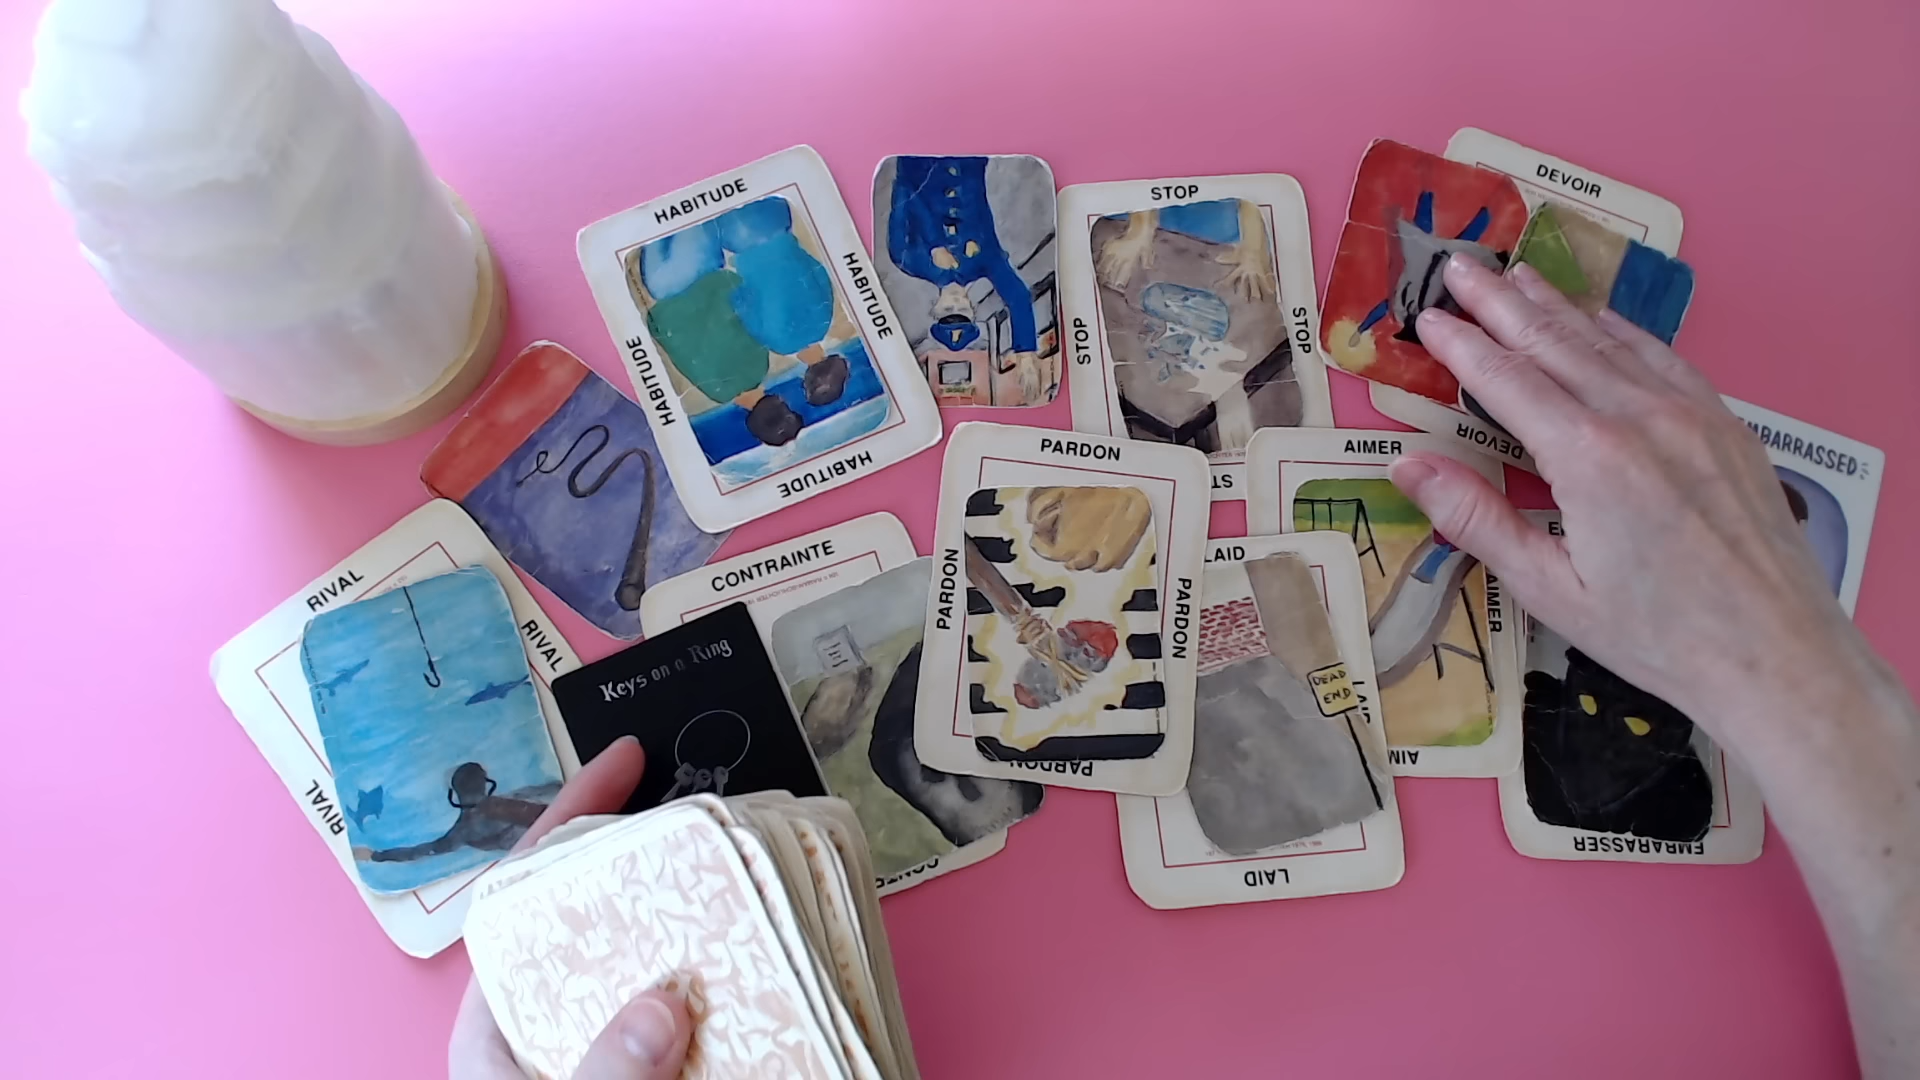 HABITUDE
HABITUDE
HABITUDE
HABITUDE
STOP
STOP
STOP
DEVOIR
DEVOIR
EMBARRASSED
RIVAL
RIVAL
RIVAL
CONTRAINTE
Keys on a Ring
PARDON
PARDON
PARDON
PARDON
AIMER
AIMER
LAID
LAID
DEAD
END
EMBARASSER